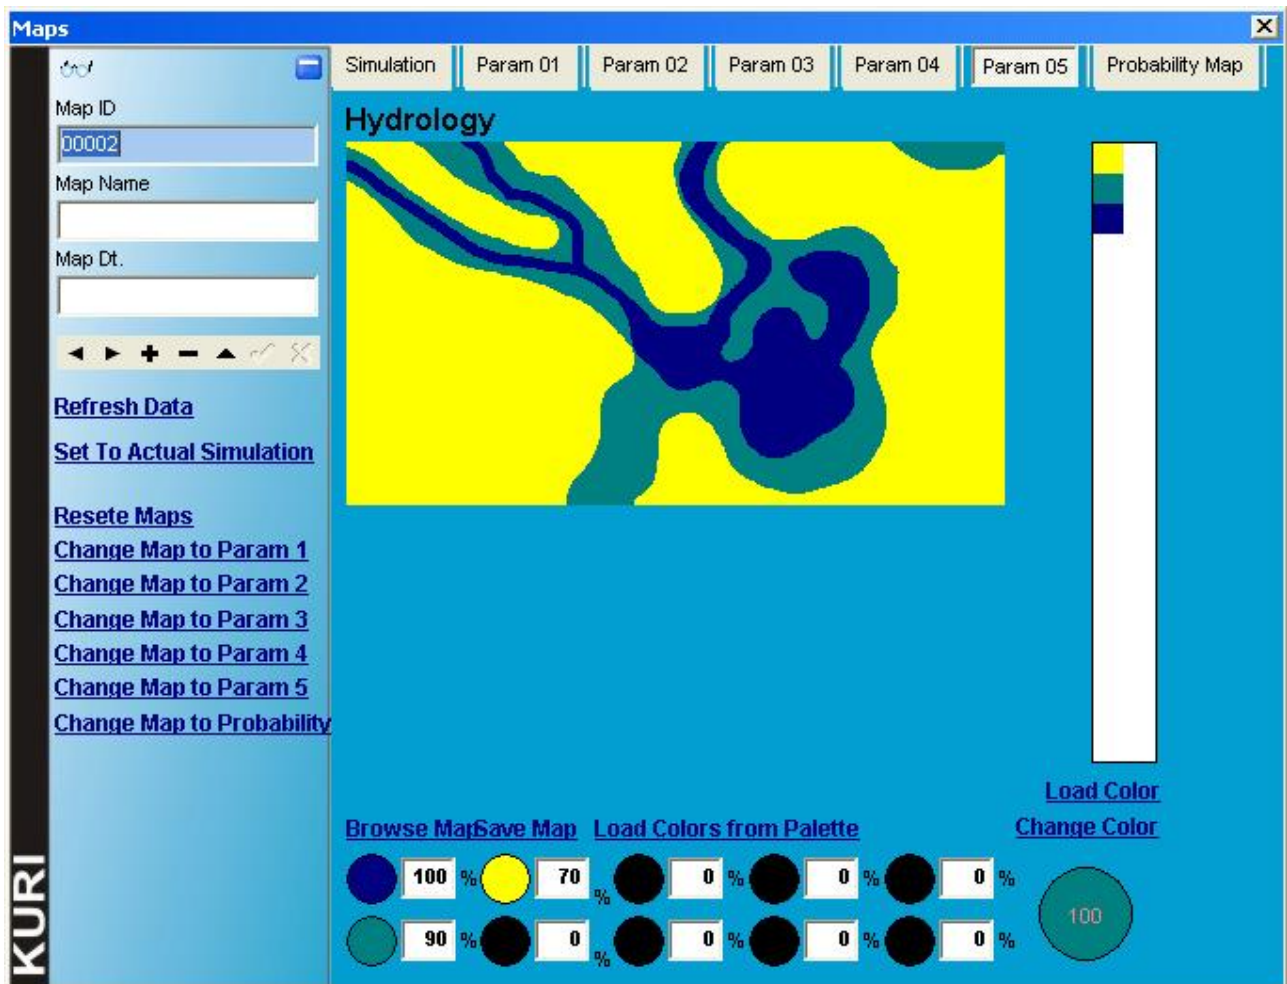 Maps
Simulation Param 01 Param 02 Param 03 Param 04 Param 05 Probability Map
Map ID
00002
Map Name
Map Dt.
Refresh Data
Set To Actual Simulation
Resete Maps
Change Map to Param 1
Change Map to Param 2
Change Map to Param 3
Change Map to Param 4
Change Map to Param 5
Change Map to Probability
KURI
Hydrology
Load Color
Browse Map Save Map Load Colors from Palette Change Color
100 % 70 % 0 % 0 % 0 %
90 % 0 % 0 % 0 % 0 %
100